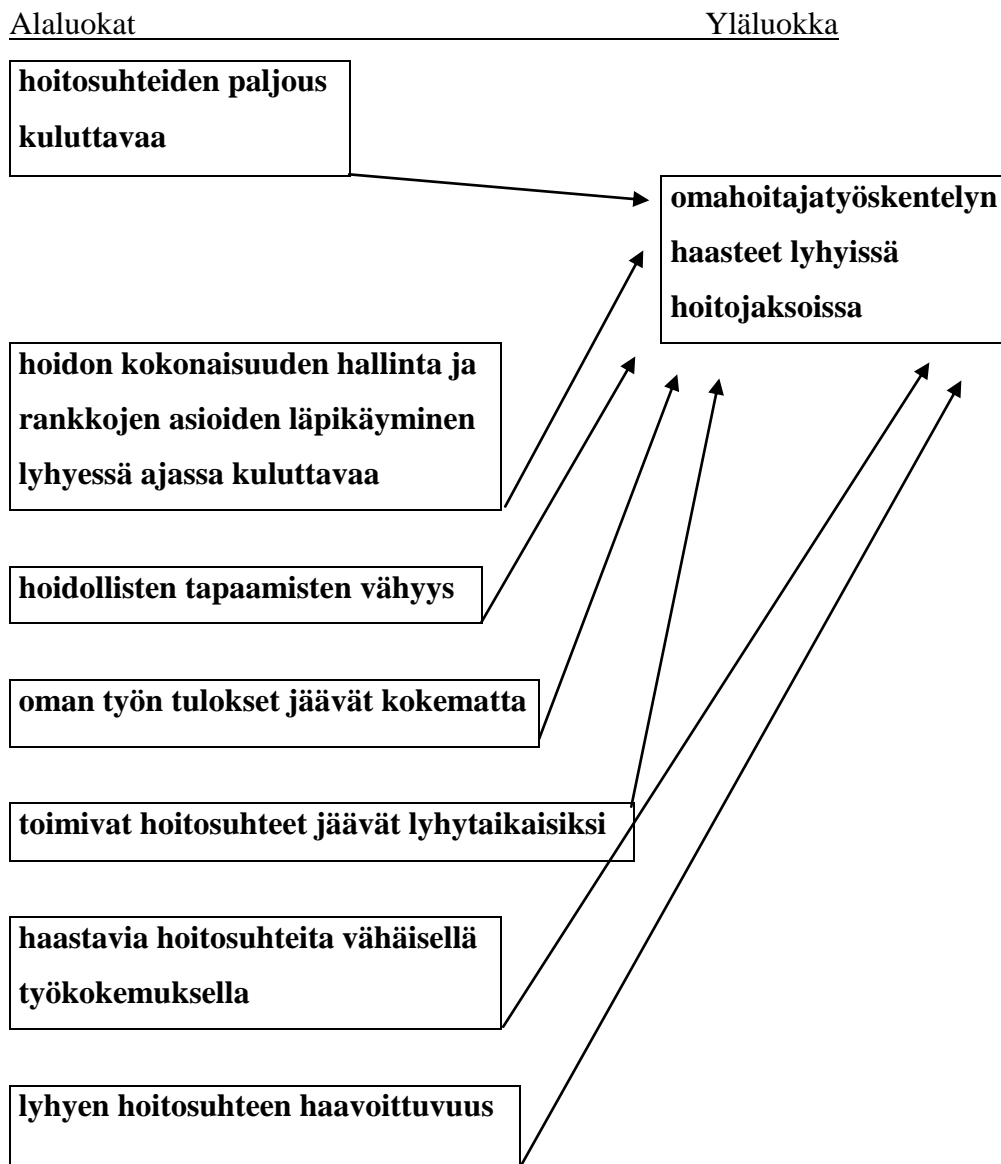 Alaluokat Yläluokka
hoitosuhteiden paljous
kuluttavaa
omahoitajatyöskentelyn
haasteet lyhyissä
hoitojaksoissa
hoidon kokonaisuuden hallinta ja
rankkojen asioiden läpikäyminen
lyhyessä ajassa kuluttavaa
hoidollisten tapaamisten vähyys
oman työn tulokset jäävät kokematta
toimivat hoitosuhteet jäävät lyhytaikaisiksi
haastavia hoitosuhteita vähäisellä
työkokemuksella
lyhyen hoitosuhteen haavoittuvuus